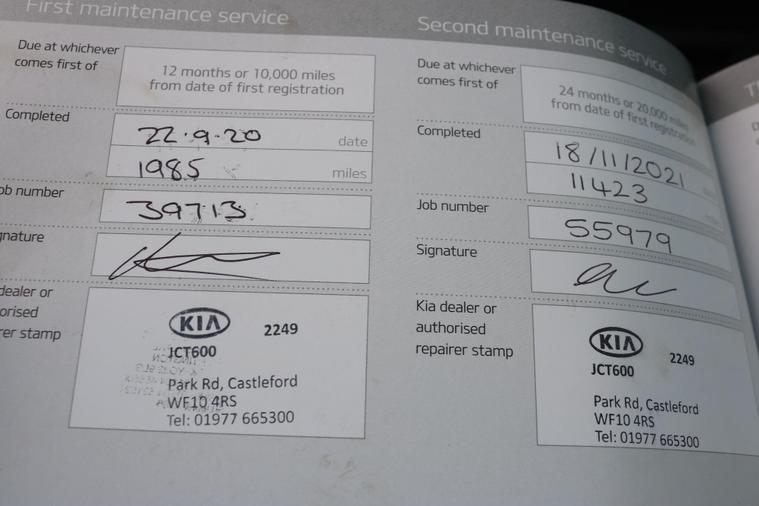 First maintenance service
Due at whichever
comes first of
12 months or 10,000 miles
from date of first registration
Completed
22.9.20
date
1985
miles
ob number
39713
nature
dealer or
orised
rer stamp
KIA
2249
JCT600
Park Rd, Castleford
WF10 4RS
Tel: 01977 665300
Second maintenance service
Due at whichever
comes first of
24 months or 20,000 miles
from date of first registration
Completed
18/11/2021
11423
Job number
55979
Signature
Kia dealer or
authorised
repairer stamp
KIA
2249
JCT600
Park Rd, Castleford
WF10 4RS
Tel: 01977 665300